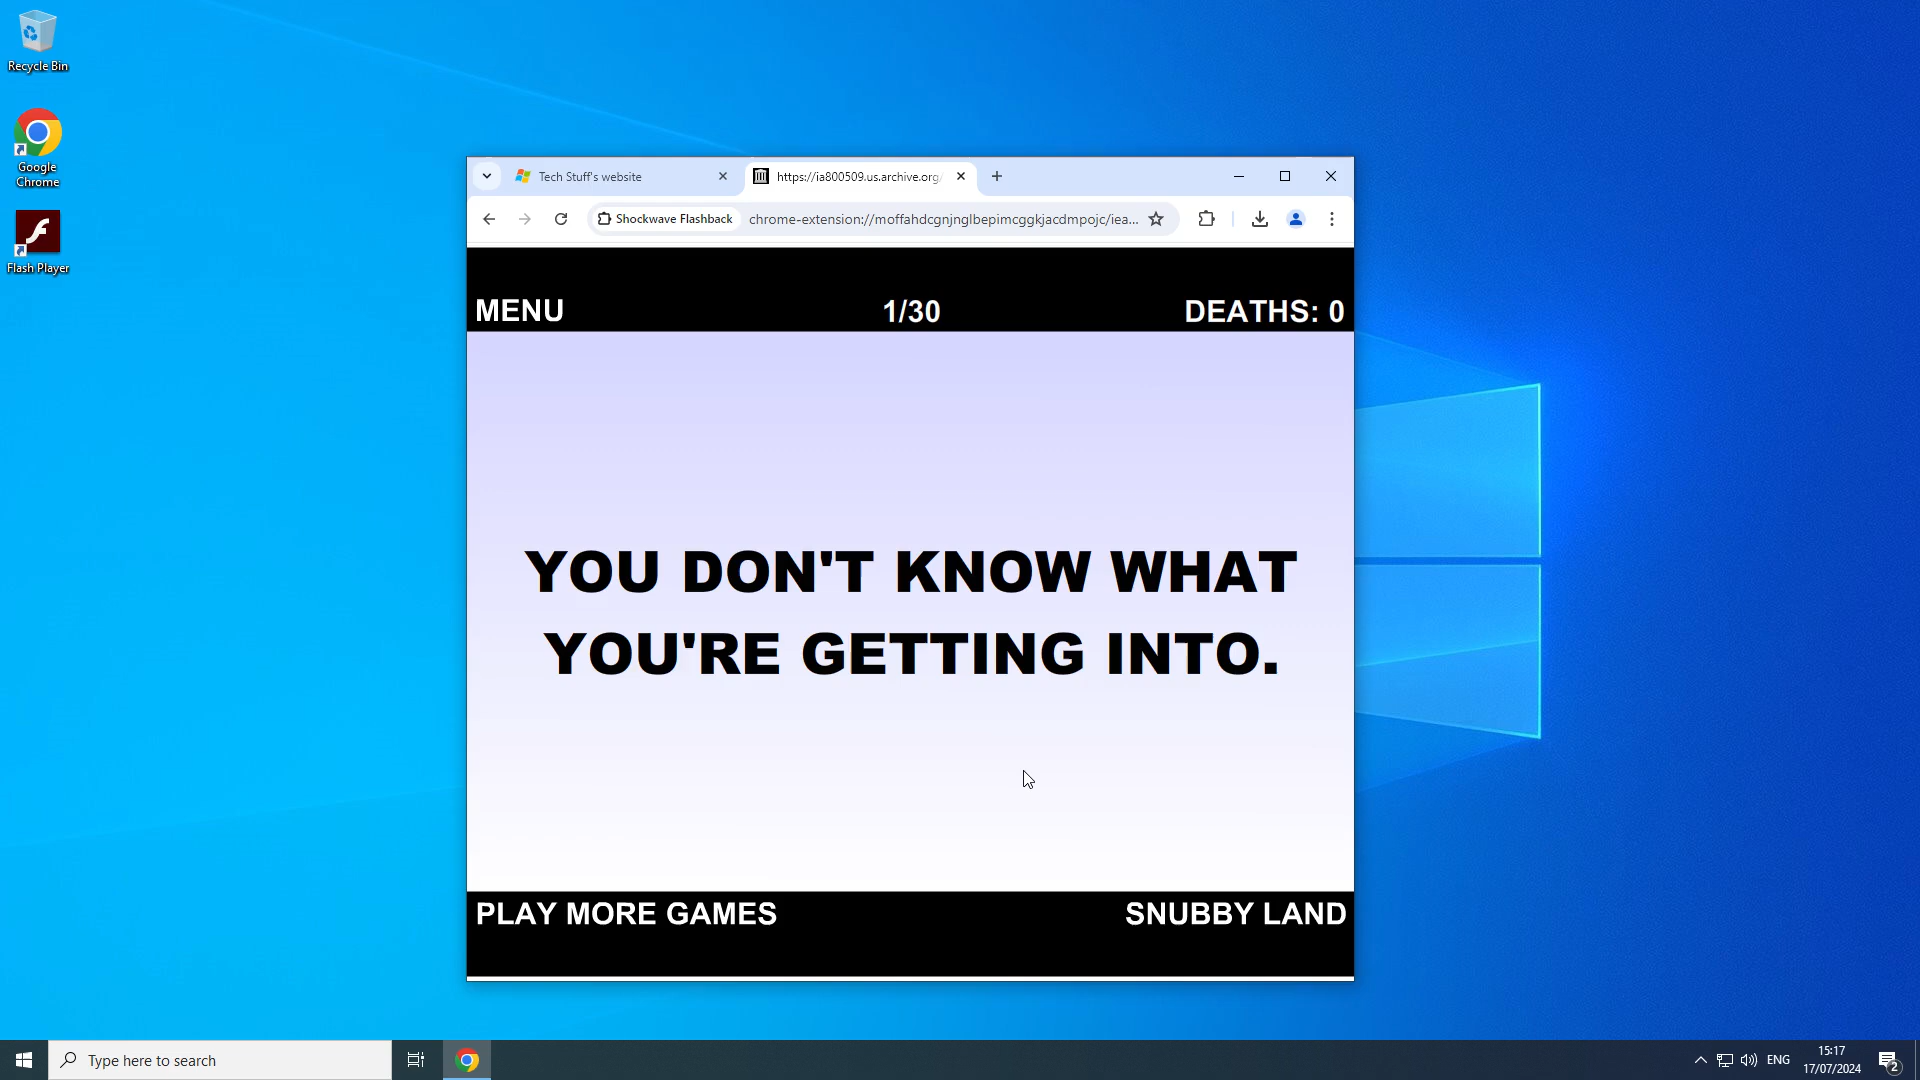 Recycle Bin
Google
Chrome
Flash Player
Tech Stuff's website
https://ia800509.us.archive.org/
Shockwave Flashback
chrome-extension://moffahdcgnjnglbepimcggkjacdmpojc/iea...
MENU
1/30
DEATHS: 0
YOU DON'T KNOW WHAT
YOU'RE GETTING INTO.
PLAY MORE GAMES
SNUBBY LAND
Type here to search
ENG
15:17
17/07/2024
2